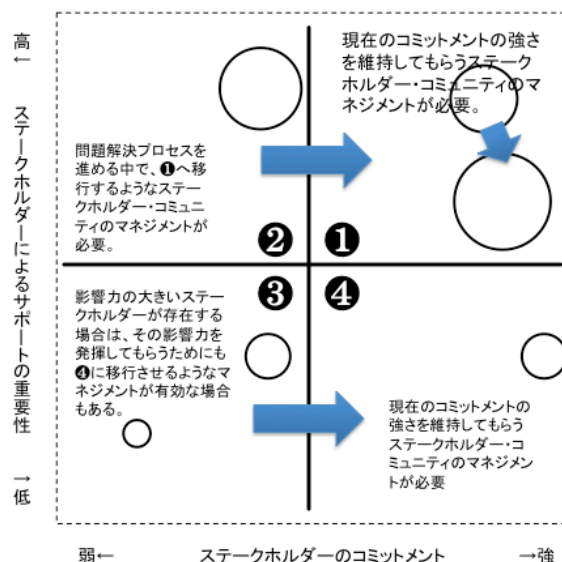 高
←
ステークホルダーによるサポートの重要性
→
低
現在のコミットメントの強さ
を維持してもらうステーク
ホルダー・コミュニティのマ
ネジメントが必要。
問題解決プロセスを
進める中で、❶へ移
行するようなステー
クホルダー・コミュニ
ティのマネジメントが
必要。
❷ ❶
❸ ❹
影響力の大きいステー
クホルダーが存在する
場合は、その影響力を
発揮してもらうためにも
❹に移行させるようなマ
ネジメントが有効な場合
もある。
現在のコミットメントの
強さを維持してもらう
ステークホルダー・コ
ミュニティのマネジメン
トが必要
弱← ステークホルダーのコミットメント →強